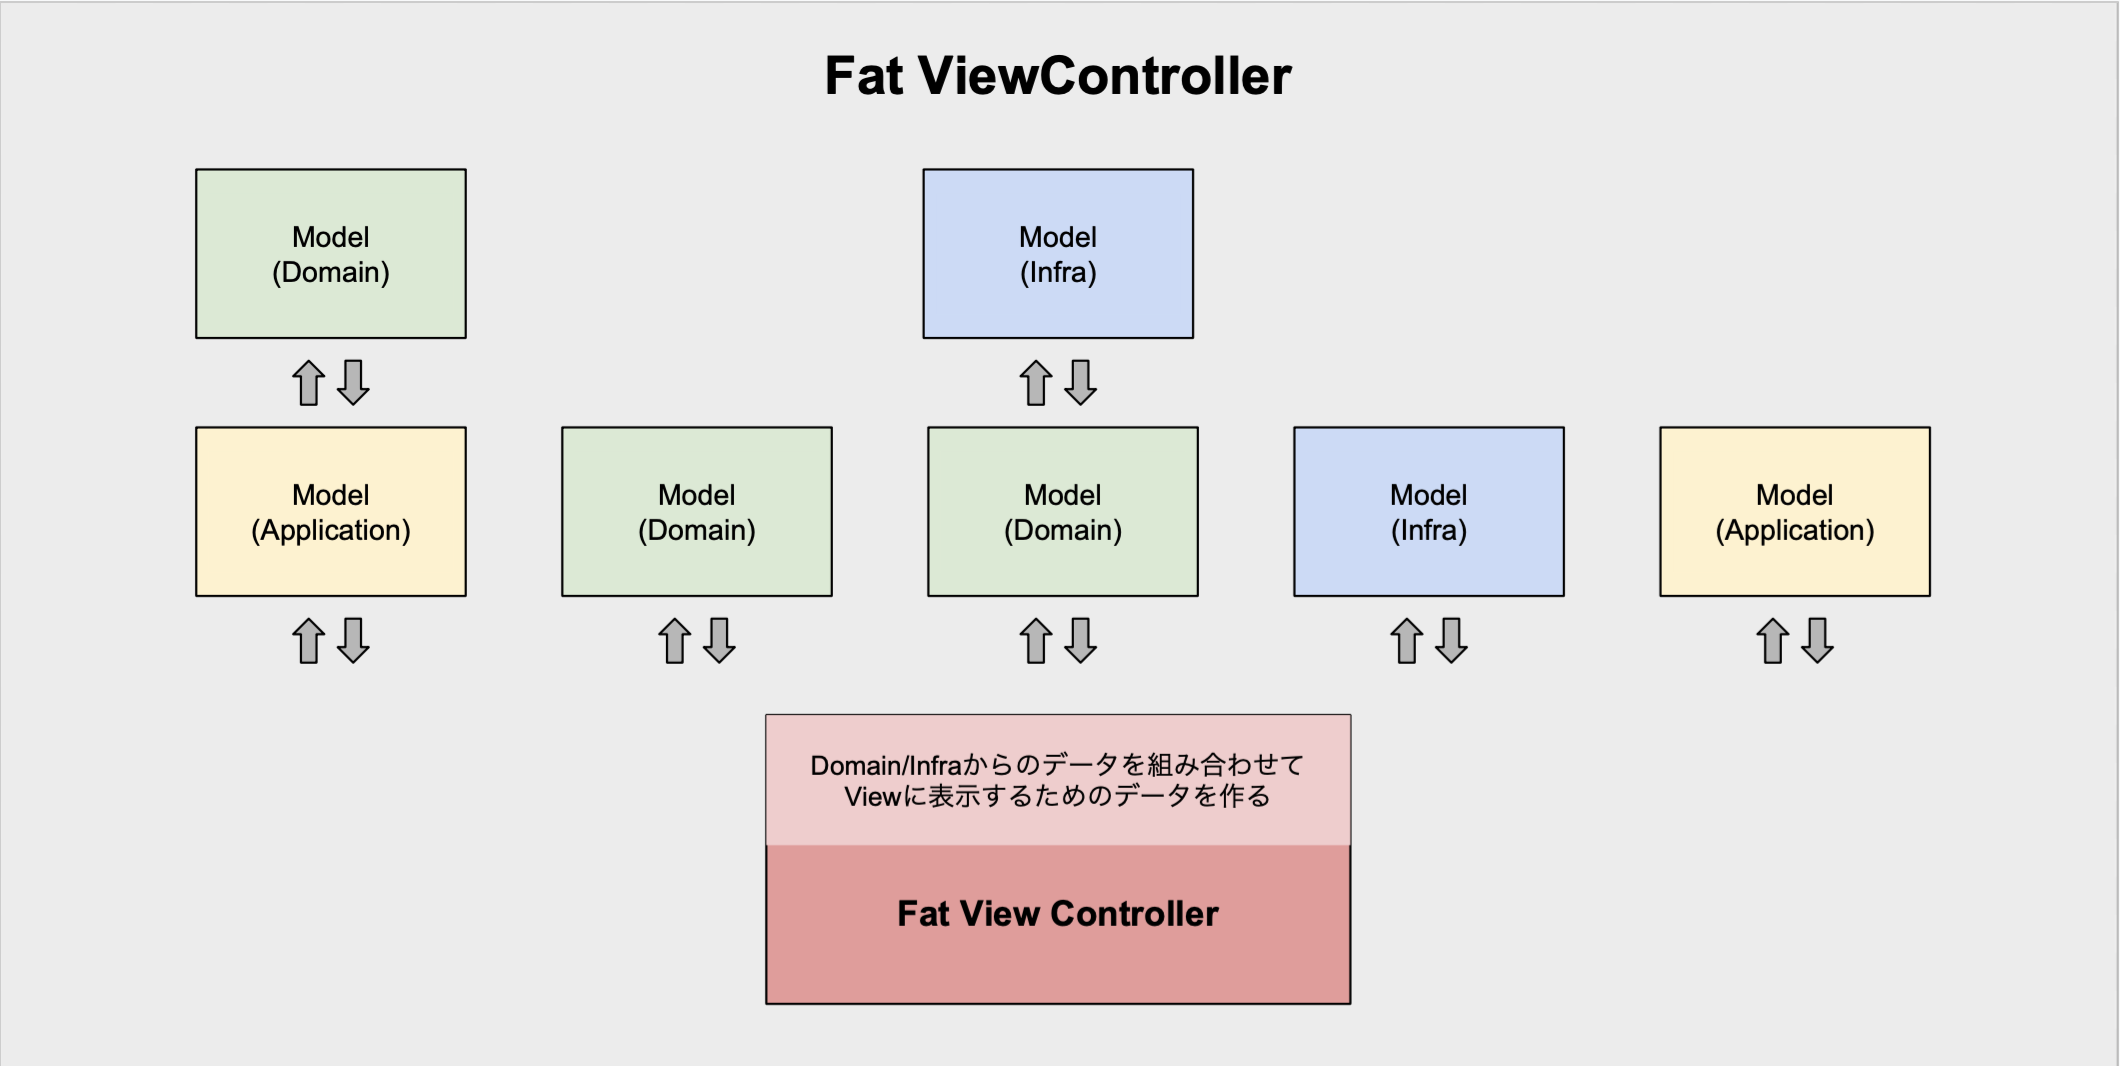 Fat ViewController
Model
(Domain)
Model
(Infra)
Model
(Application)
Model
(Domain)
Model
(Domain)
Model
(Infra)
Model
(Application)
Domain/Infraからのデータを組み合わせて
Viewに表示するためのデータを作る
Fat View Controller